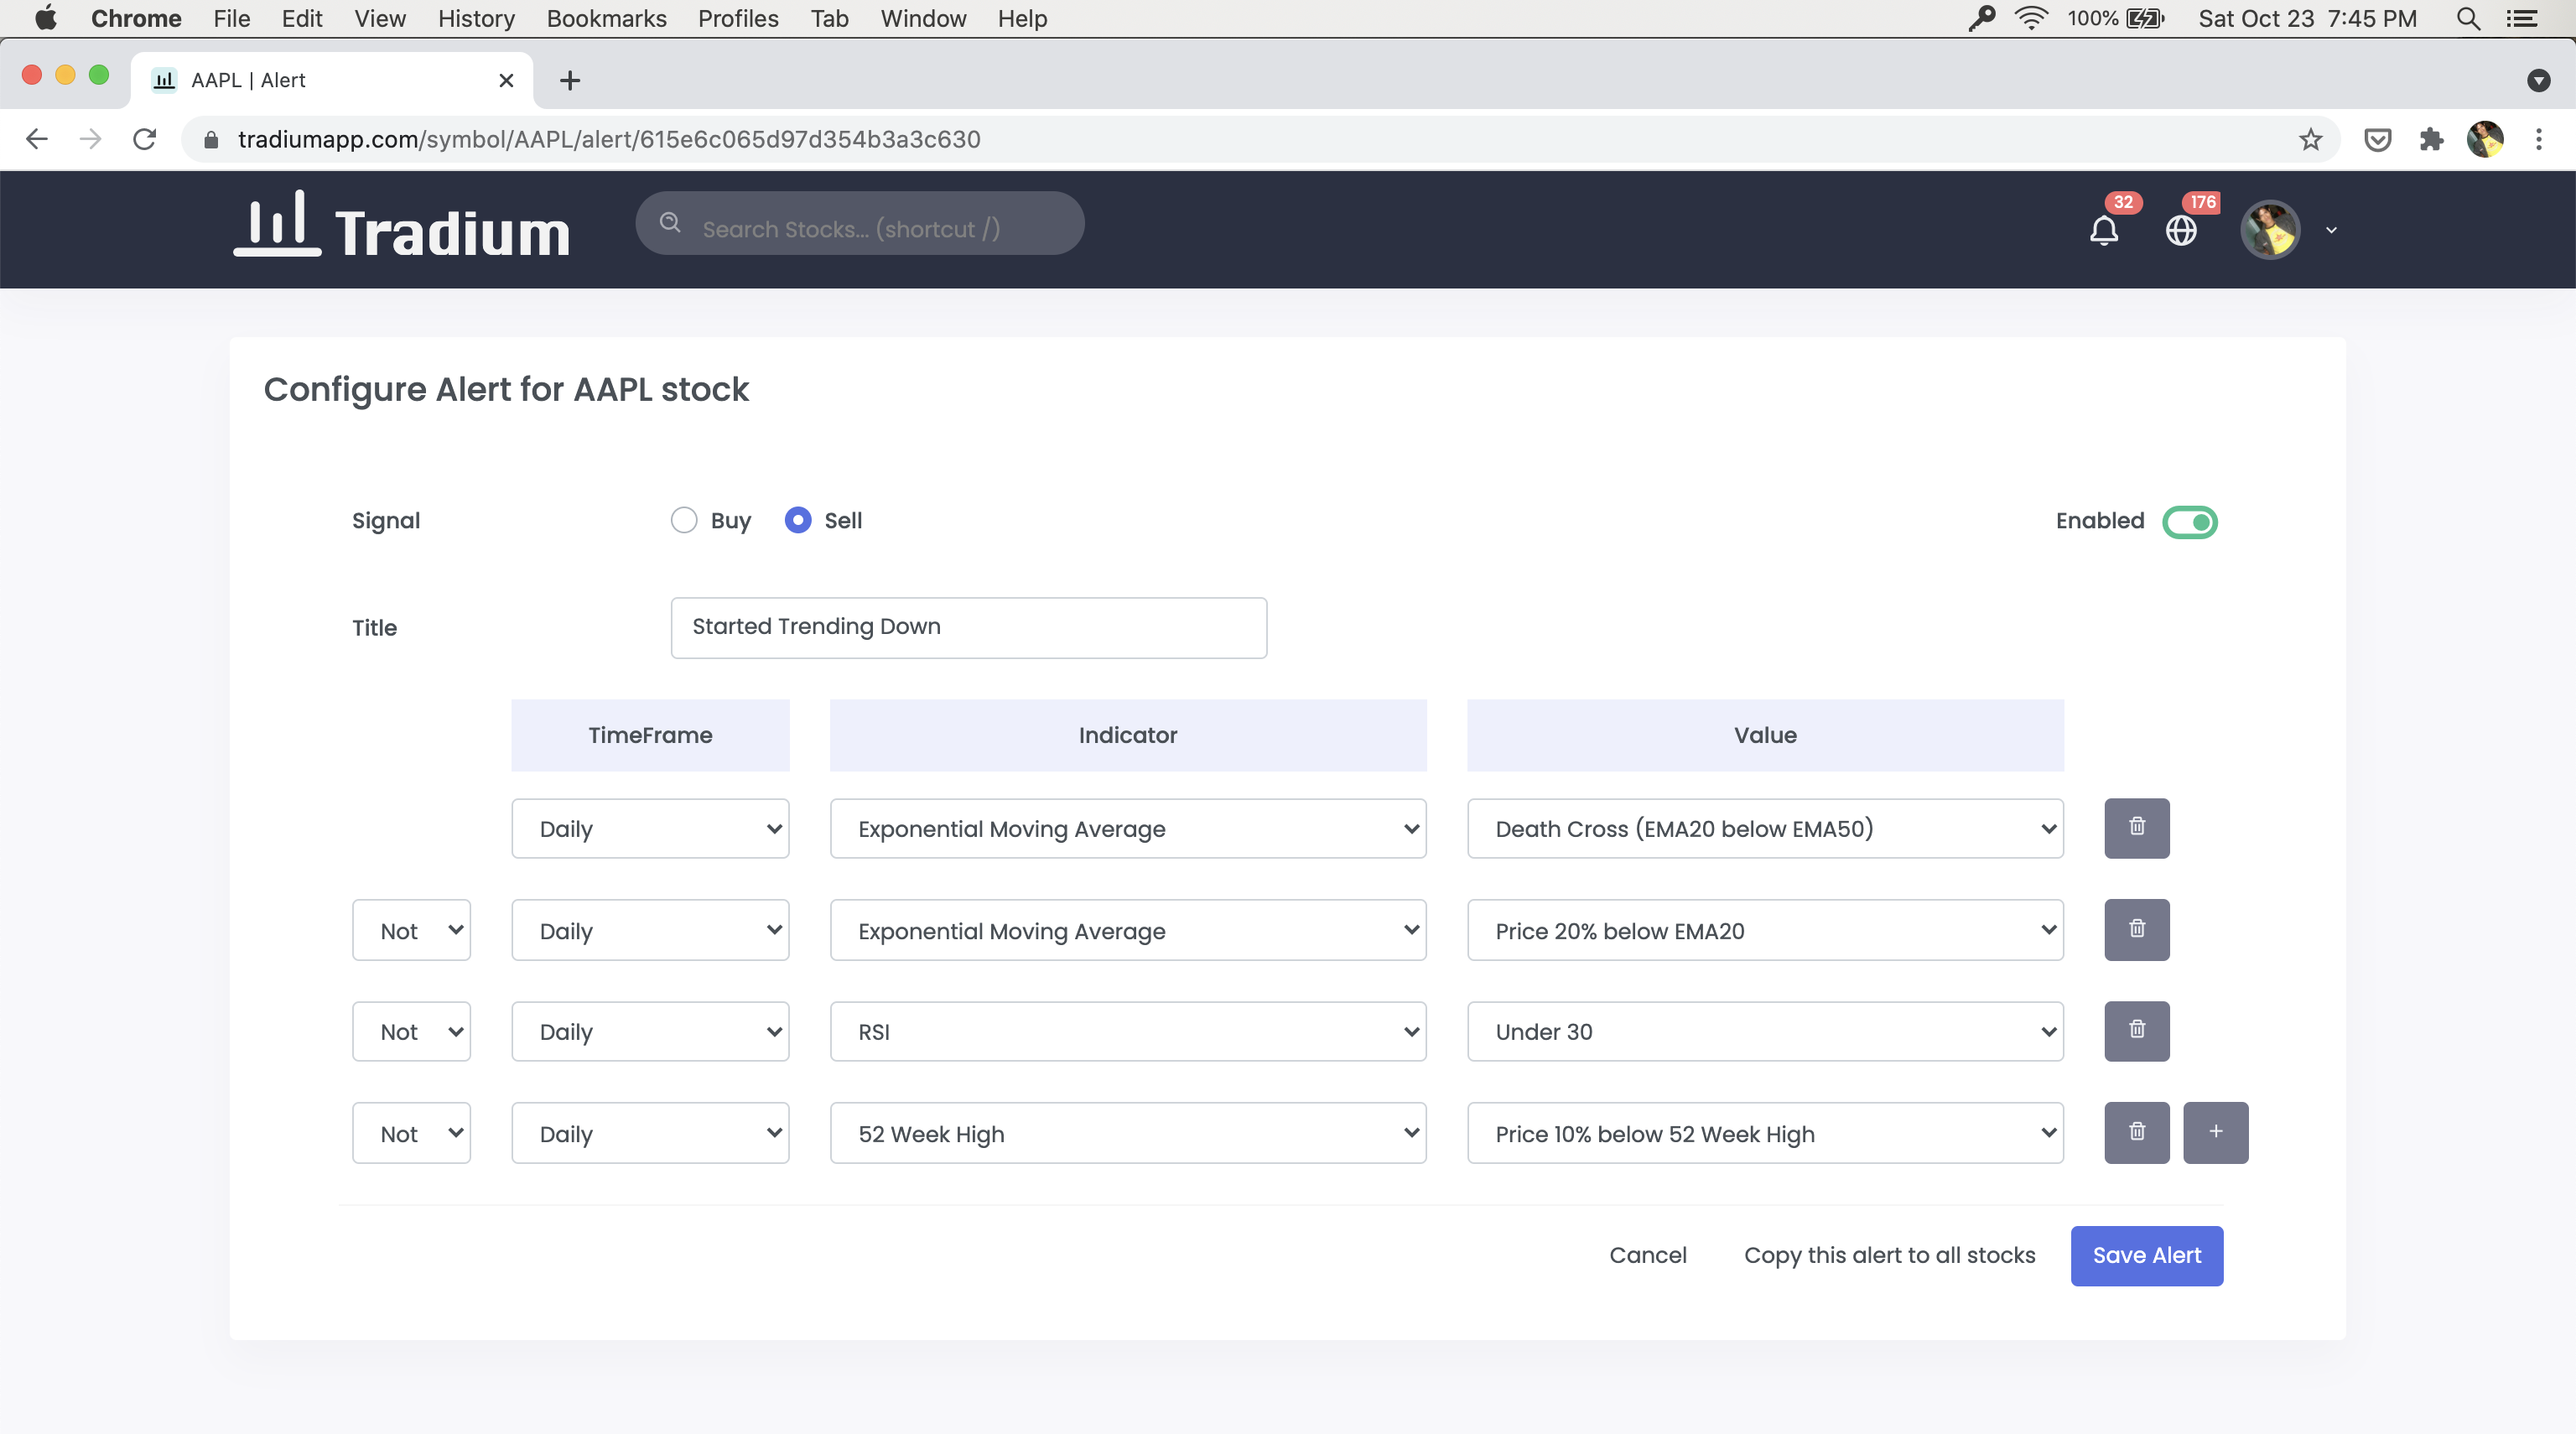 Chrome File Edit View History Bookmarks Profiles Tab Window Help 100% Sat Oct 23 7:45 PM
AAPL | Alert
tradiumapp.com/symbol/AAPL/alert/615e6c065d97d354b3a3c630
Tradium Search Stocks... (shortcut /) 32 176
Configure Alert for AAPL stock
Signal Buy Sell Enabled
Title Started Trending Down
TimeFrame Indicator Value
Daily Exponential Moving Average Death Cross (EMA20 below EMA50)
Not Daily Exponential Moving Average Price 20% below EMA20
Not Daily RSI Under 30
Not Daily 52 Week High Price 10% below 52 Week High
Cancel Copy this alert to all stocks Save Alert